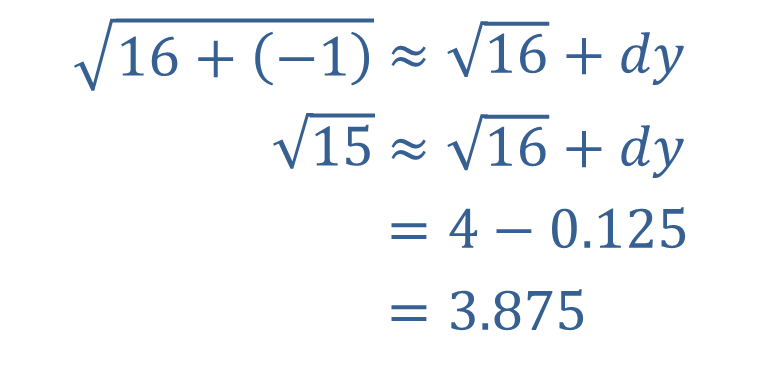 √16 + (−1) ≈ √16 + dy
√15 ≈ √16 + dy
= 4 − 0.125
= 3.875